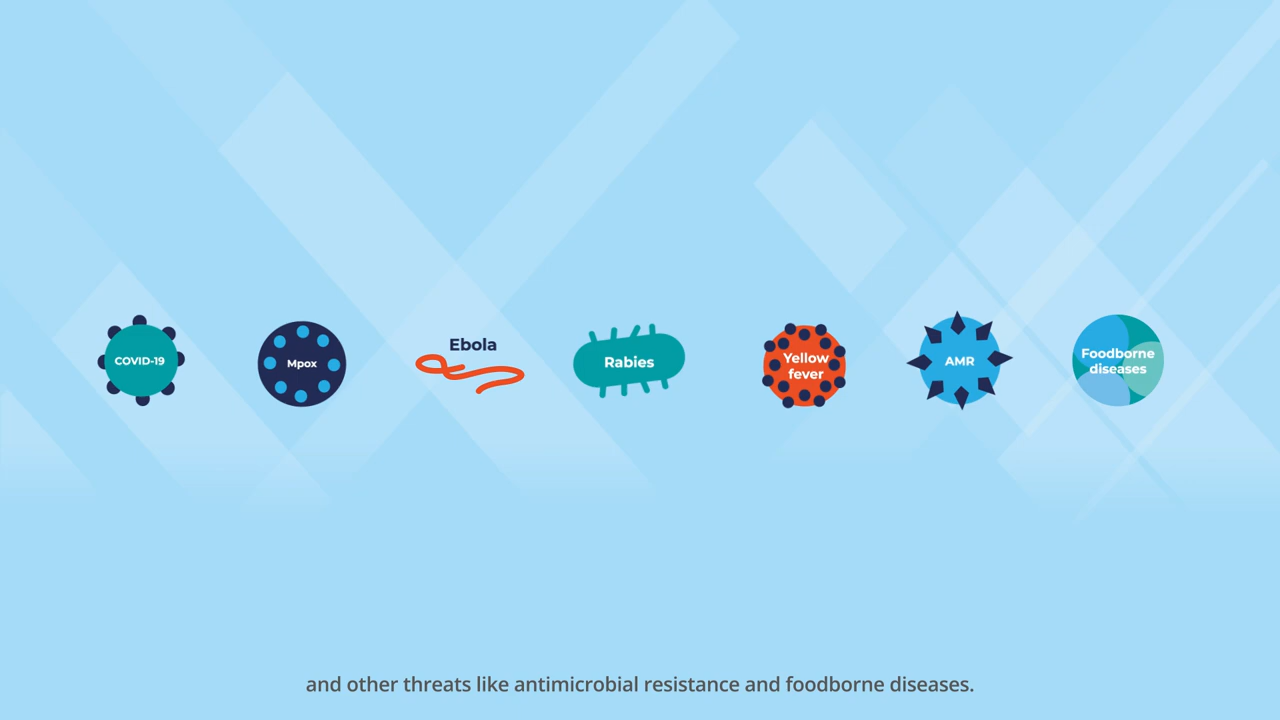 COVID-19
Mpox
Ebola
Rabies
Yellow
fever
AMR
Foodborne
diseases
and other threats like antimicrobial resistance and foodborne diseases.